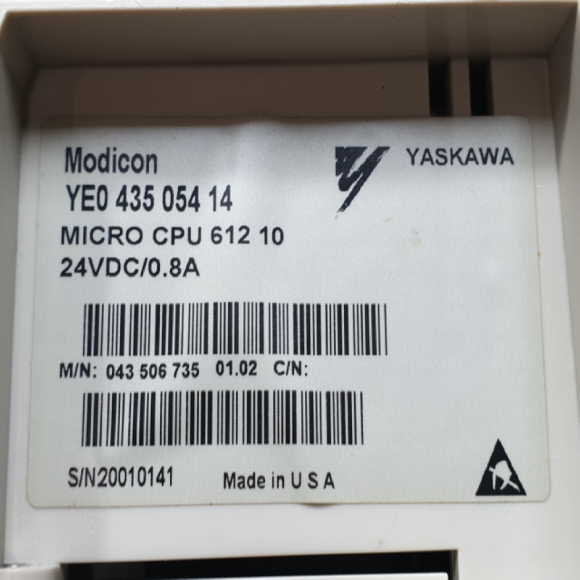 Modicon
YASKAWA
YE0 435 054 14
MICRO CPU 612 10
24VDC/0.8A
M/N: 043 506 735 01.02 C/N:
S/N20010141 Made in U S A